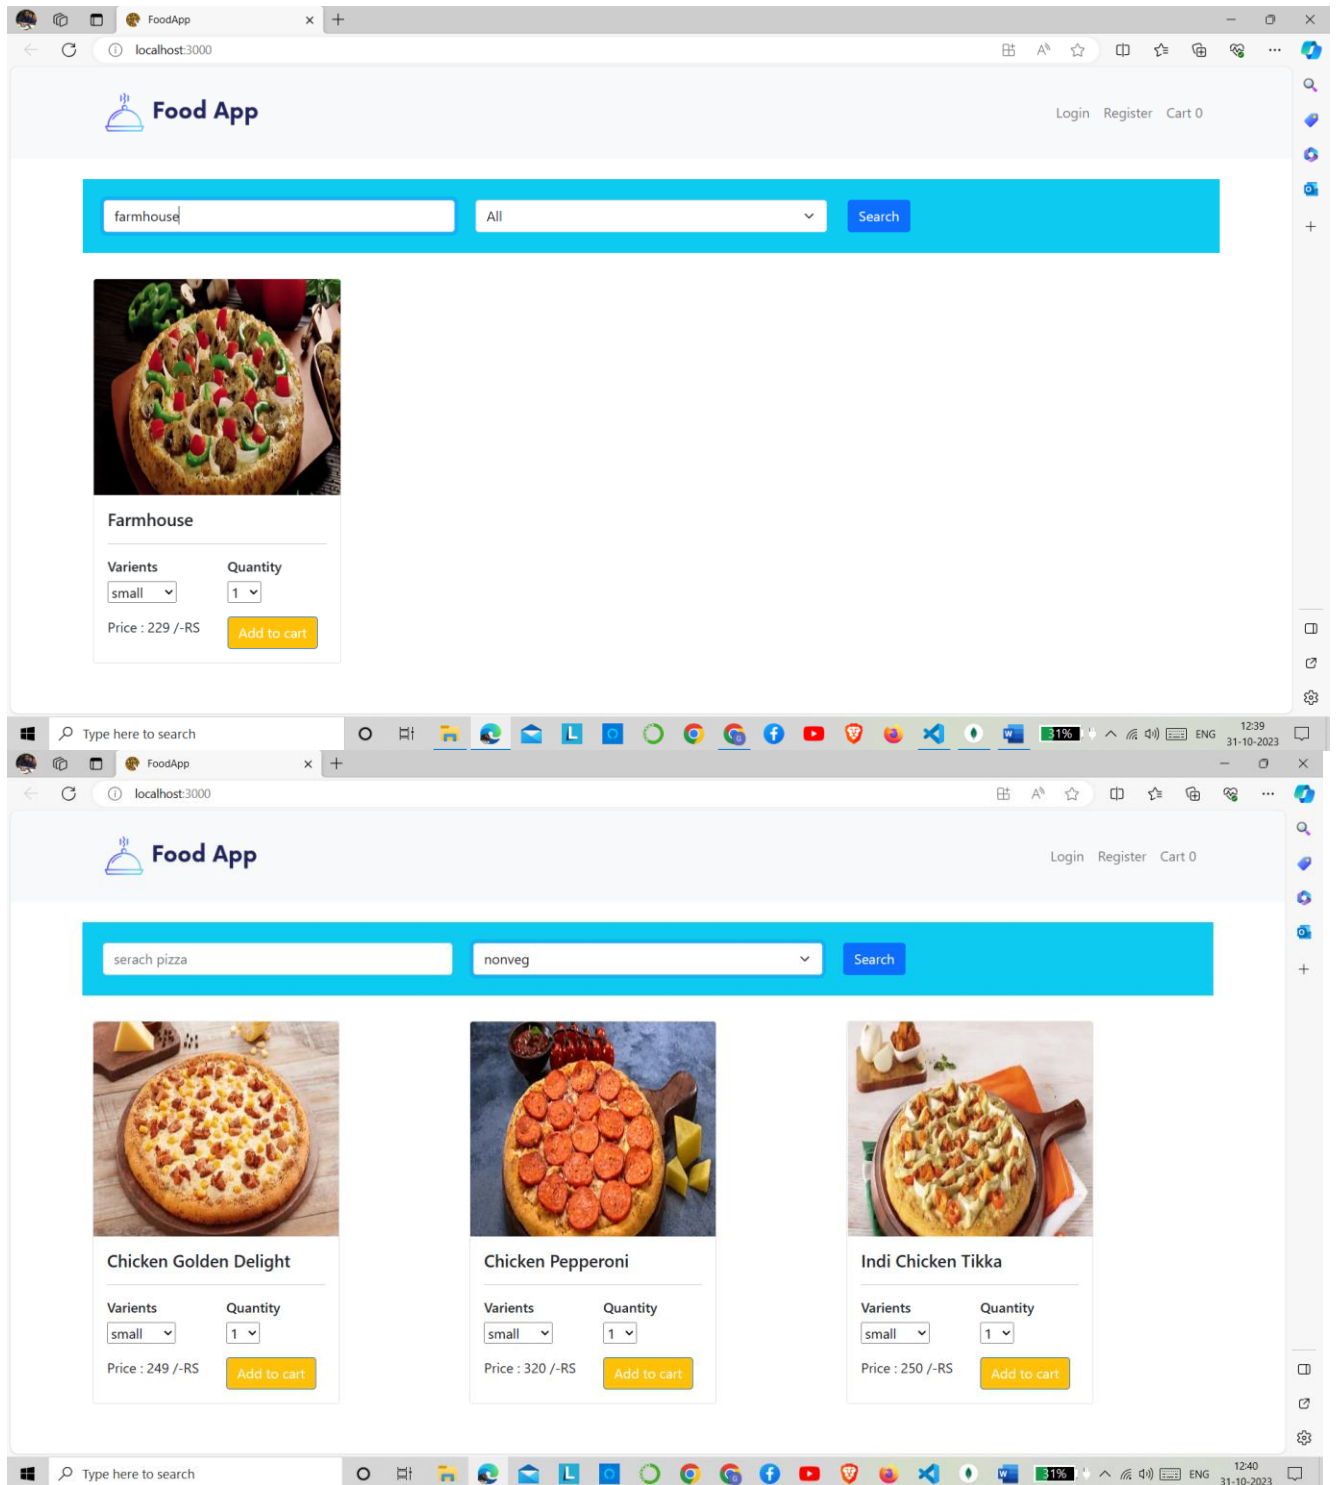 FoodApp
localhost:3000
Food App
Login Register Cart 0
farmhouse All Search
Farmhouse
Varients Quantity
small 1
Price : 229 /-RS Add to cart
Type here to search 31% ENG 12:39
31-10-2023
FoodApp
localhost:3000
Food App
Login Register Cart 0
serach pizza nonveg Search
Chicken Golden Delight Chicken Pepperoni Indi Chicken Tikka
Varients Quantity Varients Quantity Varients Quantity
small 1 small 1 small 1
Price : 249 /-RS Add to cart Price : 320 /-RS Add to cart Price : 250 /-RS Add to cart
Type here to search 31% ENG 12:40
31-10-2023